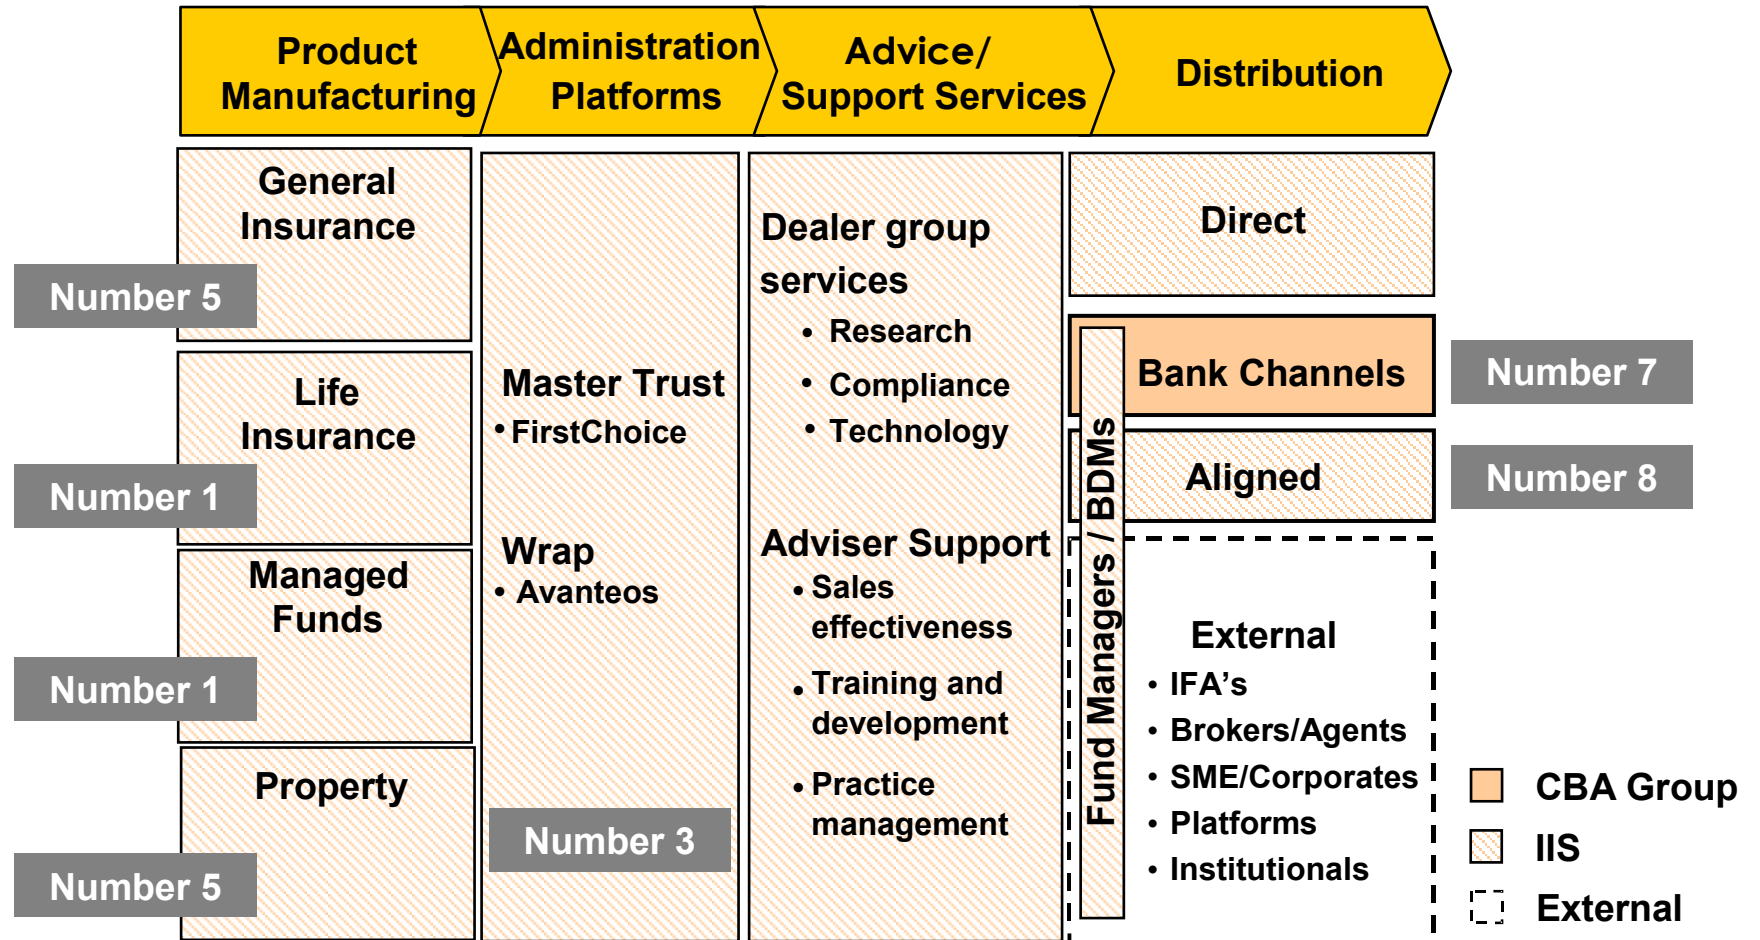 Product
Manufacturing
Administration
Platforms
Advice/
Support Services
Distribution
General
Insurance
Number 5
Life
Insurance
Number 1
Managed
Funds
Number 1
Property
Number 5
Master Trust
• FirstChoice
Wrap
• Avanteos
Number 3
Dealer group
services
• Research
• Compliance
• Technology
Adviser Support
• Sales
effectiveness
• Training and
development
• Practice
management
Direct
Bank Channels
Number 7
Aligned
Number 8
Fund Managers / BDMs
External
• IFA's
• Brokers/Agents
• SME/Corporates
• Platforms
• Institutionals
CBA Group
IIS
External